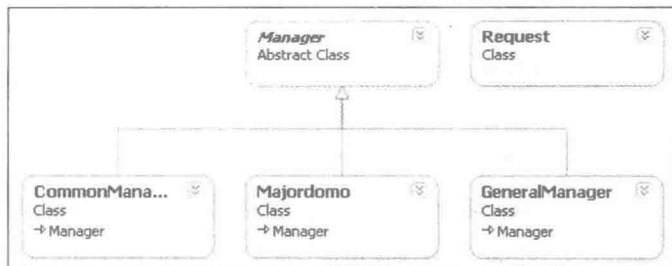 Manager
Abstract Class
Request
Class
CommonMana...
Class
Manager
Majordomo
Class
Manager
GeneralManager
Class
Manager